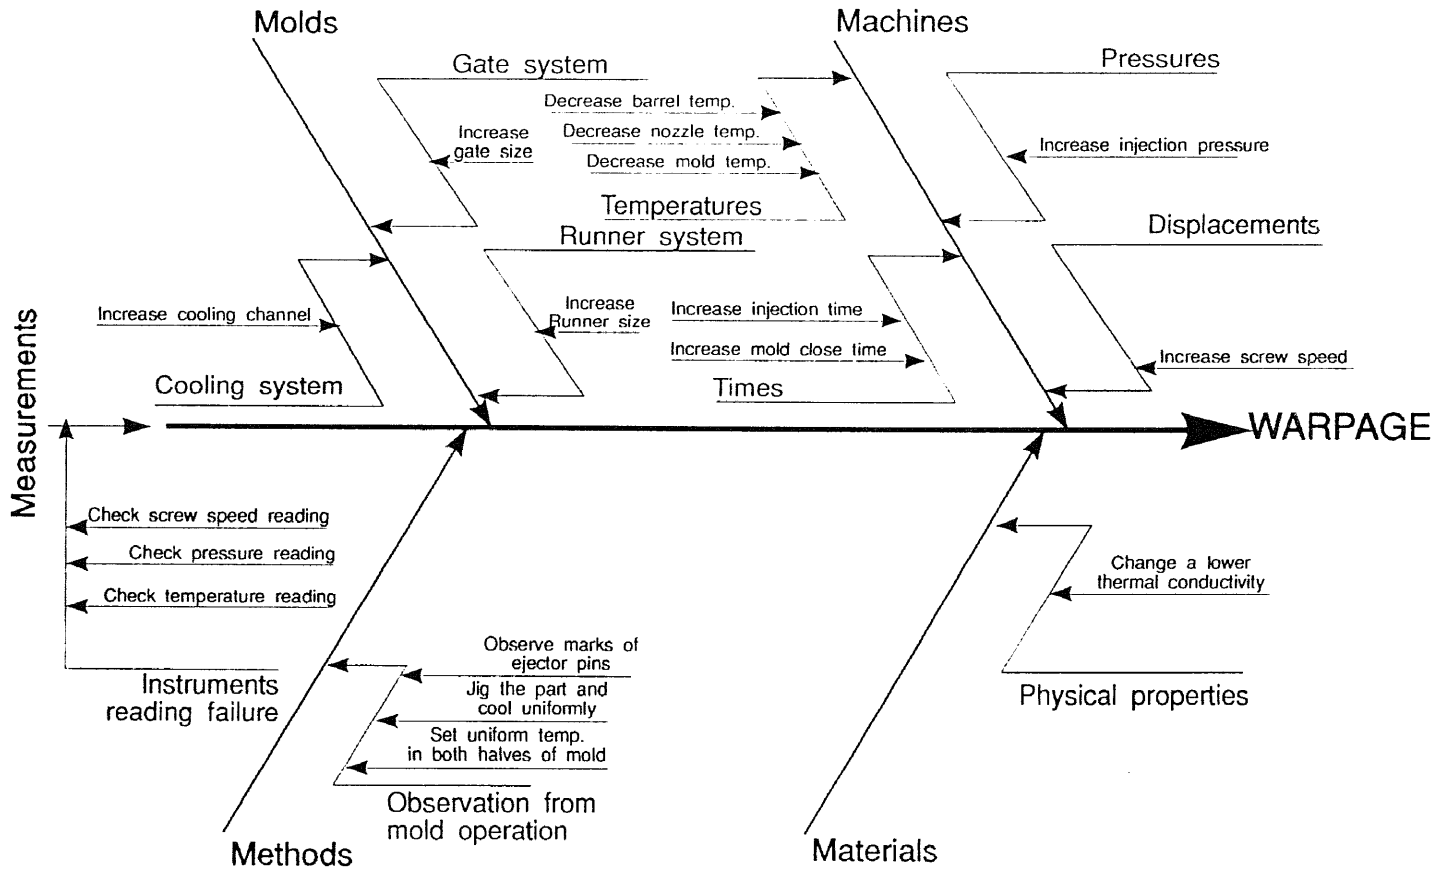 Molds
Machines
Gate system
Pressures
Decrease barrel temp.
Increase
gate size
Decrease nozzle temp.
Increase injection pressure
Decrease mold temp.
Temperatures
Runner system
Displacements
Increase cooling channel
Increase
Runner size
Increase injection time
Increase mold close time
Increase screw speed
Cooling system
Times
Measurements
WARPAGE
Check screw speed reading
Check pressure reading
Check temperature reading
Instruments
reading failure
Observe marks of
ejector pins
Jig the part and
cool uniformly
Set uniform temp.
in both halves of mold
Observation from
mold operation
Methods
Change a lower
thermal conductivity
Physical properties
Materials